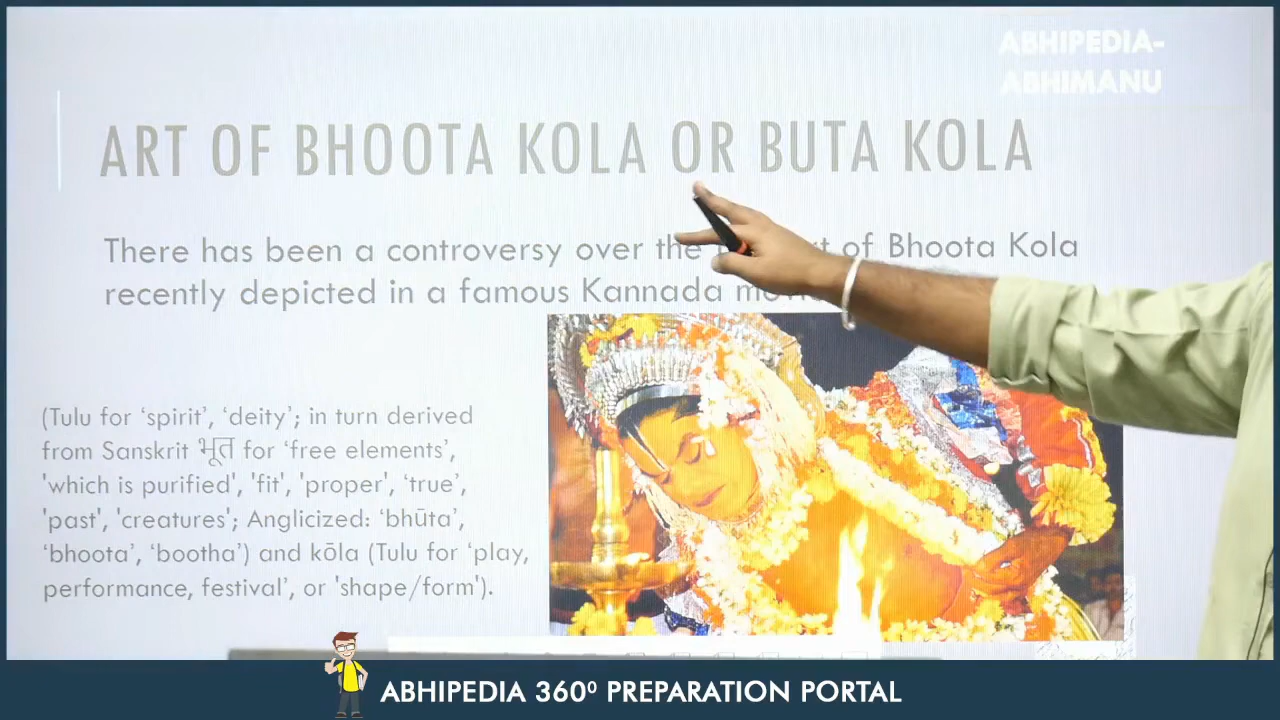 ABHIPEDIA-
ABHIMANU
ART OF BHOOTA KOLA OR BUTA KOLA
There has been a controversy over the of Bhoota Kola
recently depicted in a famous Kannada
(Tulu for ‘spirit’, ‘deity’; in turn derived
from Sanskrit भूत for ‘free elements’,
'which is purified', 'fit', 'proper', ‘true’,
'past', 'creatures'; Anglicized: ‘bhūta’,
‘bhoota’, ‘bootha’) and kōla (Tulu for ‘play,
performance, festival’, or 'shape/form').
ABHIPEDIA 360⁰ PREPARATION PORTAL